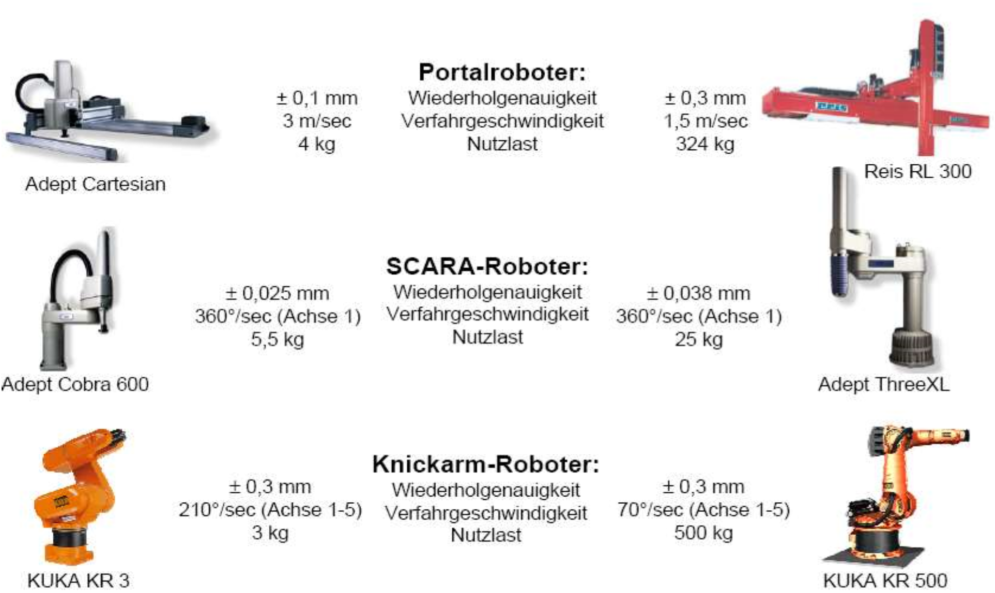 Portalroboter:
± 0,1 mm Wiederholgenauigkeit ± 0,3 mm
3 m/sec Verfahrgeschwindigkeit 1,5 m/sec
4 kg Nutzlast 324 kg
Adept Cartesian
Reis RL 300
SCARA-Roboter:
± 0,025 mm Wiederholgenauigkeit ± 0,038 mm
360°/sec (Achse 1) Verfahrgeschwindigkeit 360°/sec (Achse 1)
5,5 kg Nutzlast 25 kg
Adept Cobra 600
Adept ThreeXL
Knickarm-Roboter:
± 0,3 mm Wiederholgenauigkeit ± 0,3 mm
210°/sec (Achse 1-5) Verfahrgeschwindigkeit 70°/sec (Achse 1-5)
3 kg Nutzlast 500 kg
KUKA KR 3
KUKA KR 500